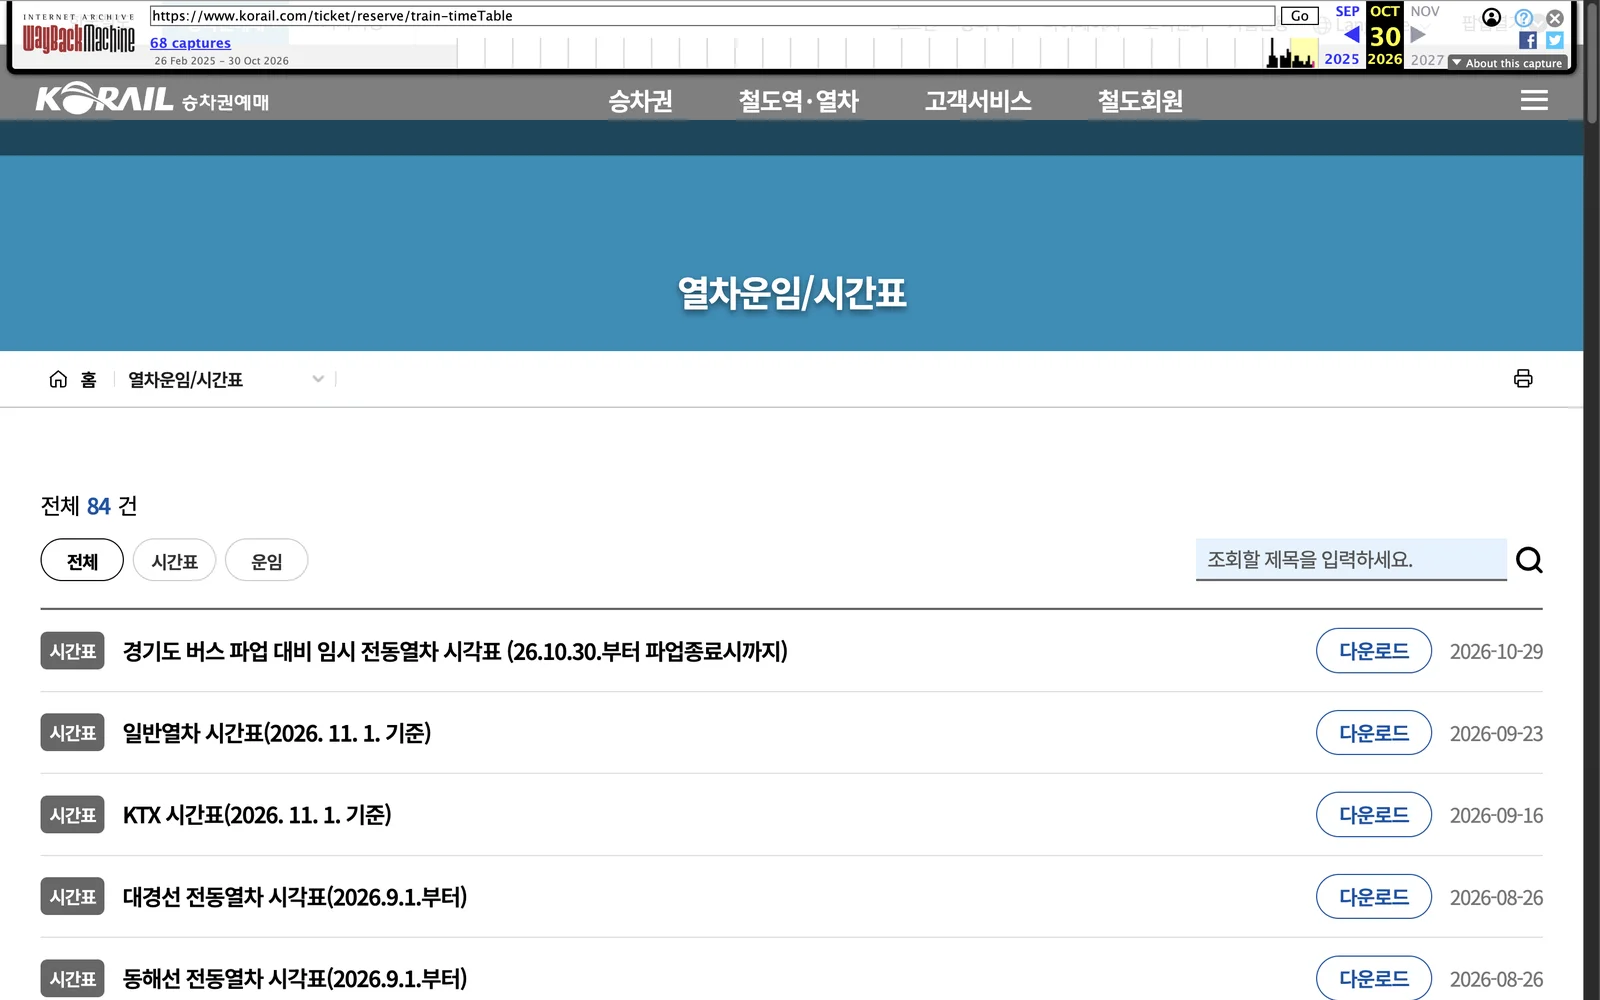 INTERNET ARCHIVE
WayBackMachine
https://www.korail.com/ticket/reserve/train-timeTable
Go
SEP
OCT
NOV
68 captures
30
26 Feb 2025 – 30 Oct 2026
2025
2026
2027
About this capture
KORAIL 승차권예매
승차권
철도역·열차
고객서비스
철도회원
열차운임/시간표
홈
열차운임/시간표
전체 84 건
전체
시간표
운임
조회할 제목을 입력하세요.
시간표 경기도 버스 파업 대비 임시 전동열차 시각표 (26.10.30.부터 파업종료시까지) 다운로드 2026-10-29
시간표 일반열차 시간표(2026. 11. 1. 기준) 다운로드 2026-09-23
시간표 KTX 시간표(2026. 11. 1. 기준) 다운로드 2026-09-16
시간표 대경선 전동열차 시각표(2026.9.1.부터) 다운로드 2026-08-26
시간표 동해선 전동열차 시각표(2026.9.1.부터) 다운로드 2026-08-26